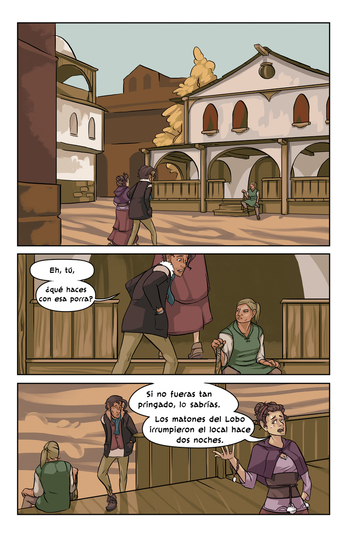 Eh, tú,
¿qué haces
con esa porra?
Si no fueras tan
pringado, lo sabrías.
Los matones del Lobo
irrumpieron el local hace
dos noches.